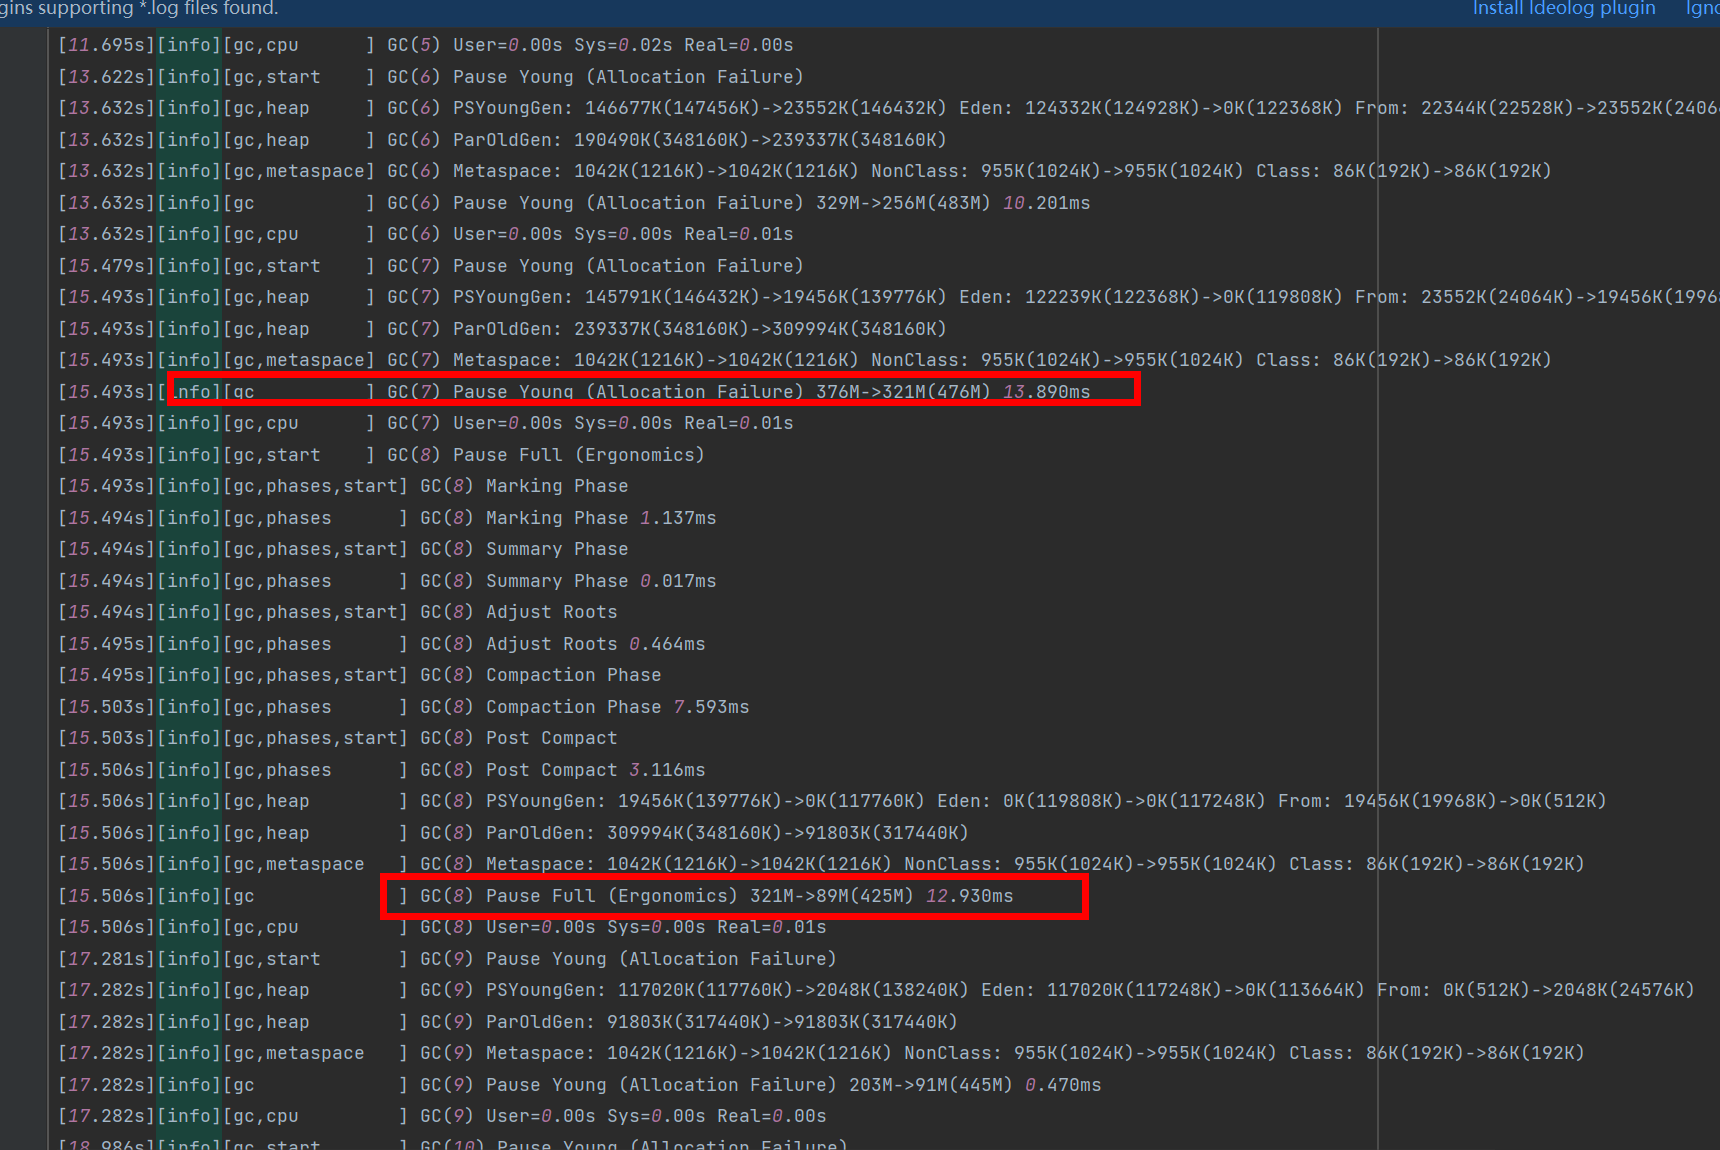 gins supporting *.log files found. Install Ideolog plugin Igno
[11.695s][info][gc,cpu      ] GC(5) User=0.00s Sys=0.02s Real=0.00s
[13.622s][info][gc,start    ] GC(6) Pause Young (Allocation Failure)
[13.632s][info][gc,heap     ] GC(6) PSYoungGen: 146677K(147456K)->23552K(146432K) Eden: 124332K(124928K)->0K(122368K) From: 22344K(22528K)->23552K(2406
[13.632s][info][gc,heap     ] GC(6) ParOldGen: 190490K(348160K)->239337K(348160K)
[13.632s][info][gc,metaspace] GC(6) Metaspace: 1042K(1216K)->1042K(1216K) NonClass: 955K(1024K)->955K(1024K) Class: 86K(192K)->86K(192K)
[13.632s][info][gc          ] GC(6) Pause Young (Allocation Failure) 329M->256M(483M) 10.201ms
[13.632s][info][gc,cpu      ] GC(6) User=0.00s Sys=0.00s Real=0.01s
[15.479s][info][gc,start    ] GC(7) Pause Young (Allocation Failure)
[15.493s][info][gc,heap     ] GC(7) PSYoungGen: 145791K(146432K)->19456K(139776K) Eden: 122239K(122368K)->0K(119808K) From: 23552K(24064K)->19456K(1996
[15.493s][info][gc,heap     ] GC(7) ParOldGen: 239337K(348160K)->309994K(348160K)
[15.493s][info][gc,metaspace] GC(7) Metaspace: 1042K(1216K)->1042K(1216K) NonClass: 955K(1024K)->955K(1024K) Class: 86K(192K)->86K(192K)
[15.493s][info][gc          ] GC(7) Pause Young (Allocation Failure) 376M->321M(476M) 13.890ms
[15.493s][info][gc,cpu      ] GC(7) User=0.00s Sys=0.00s Real=0.01s
[15.493s][info][gc,start    ] GC(8) Pause Full (Ergonomics)
[15.493s][info][gc,phases,start] GC(8) Marking Phase
[15.494s][info][gc,phases      ] GC(8) Marking Phase 1.137ms
[15.494s][info][gc,phases,start] GC(8) Summary Phase
[15.494s][info][gc,phases      ] GC(8) Summary Phase 0.017ms
[15.494s][info][gc,phases,start] GC(8) Adjust Roots
[15.495s][info][gc,phases      ] GC(8) Adjust Roots 0.464ms
[15.495s][info][gc,phases,start] GC(8) Compaction Phase
[15.503s][info][gc,phases      ] GC(8) Compaction Phase 7.593ms
[15.503s][info][gc,phases,start] GC(8) Post Compact
[15.506s][info][gc,phases      ] GC(8) Post Compact 3.116ms
[15.506s][info][gc,heap        ] GC(8) PSYoungGen: 19456K(139776K)->0K(117760K) Eden: 0K(119808K)->0K(117248K) From: 19456K(19968K)->0K(512K)
[15.506s][info][gc,heap        ] GC(8) ParOldGen: 309994K(348160K)->91803K(317440K)
[15.506s][info][gc,metaspace   ] GC(8) Metaspace: 1042K(1216K)->1042K(1216K) NonClass: 955K(1024K)->955K(1024K) Class: 86K(192K)->86K(192K)
[15.506s][info][gc             ] GC(8) Pause Full (Ergonomics) 321M->89M(425M) 12.930ms
[15.506s][info][gc,cpu         ] GC(8) User=0.00s Sys=0.00s Real=0.01s
[17.281s][info][gc,start       ] GC(9) Pause Young (Allocation Failure)
[17.282s][info][gc,heap        ] GC(9) PSYoungGen: 117020K(117760K)->2048K(138240K) Eden: 117020K(117248K)->0K(113664K) From: 0K(512K)->2048K(24576K)
[17.282s][info][gc,heap        ] GC(9) ParOldGen: 91803K(317440K)->91803K(317440K)
[17.282s][info][gc,metaspace   ] GC(9) Metaspace: 1042K(1216K)->1042K(1216K) NonClass: 955K(1024K)->955K(1024K) Class: 86K(192K)->86K(192K)
[17.282s][info][gc             ] GC(9) Pause Young (Allocation Failure) 203M->91M(445M) 0.470ms
[17.282s][info][gc,cpu         ] GC(9) User=0.00s Sys=0.00s Real=0.00s
[18.986s][info][gc,start       ] GC(10) Pause Young (Allocation Failure)